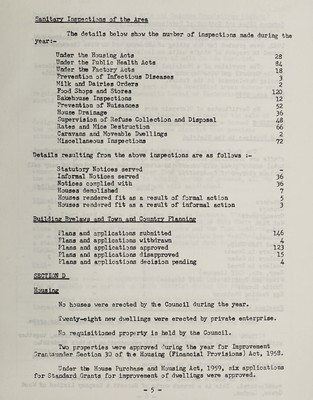 Sanitary Inspections of the Area
The details below show the number of inspections made during the
year:-
Under the Housing Acts 28
Under the Public Health Acts 84
Under the Factory Acts 18
Prevention of Infectious Diseases 3
Milk and Dairies Orders 2
Food Shops and Stores 120
Bakehouse Inspections 12
Prevention of Nuisances 52
House Drainage 36
Supervision of Refuse Collection and Disposal 48
Rates and Mice Destruction 66
Caravans and Moveable Dwellings 2
Miscellaneous Inspections 72
Details resulting from the above inspections are as follows :-
Statutory Notices served -
Informal Notices served 36
Notices complied with 36
Houses demolished 7
Houses rendered fit as a result of formal action 5
Houses rendered fit as a result of informal action 3
Building Byelaws and Town and Country Planning
Plans and applications submitted 146
Plans and applications withdrawn 4
Plans and applications approved 123
Plans and applications disapproved 15
Plans and applications decision pending 4
SECTION D
Housing
No houses were erected by the Council during the year.
Twenty-eight new dwellings were erected by private enterprise.
No requisitioned property is held by the Council.
Two properties were approved during the year for Improvement
Grants under Section 30 of the Housing (Financial Provisions) Act, 1958.
Under the House Purchase and Housing Act, 1959, six applications
for Standard Grants for improvement of dwellings were approved.
- 5 -